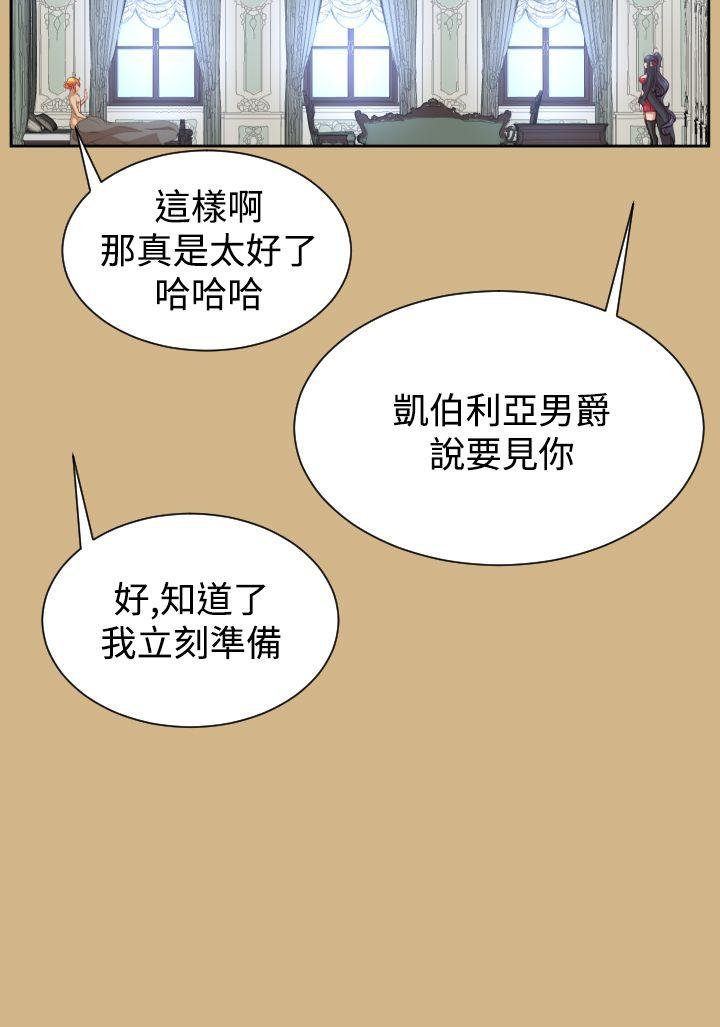 這樣啊
那真是太好了
哈哈哈
凱伯利亞男爵
說要見你
好,知道了
我立刻準備